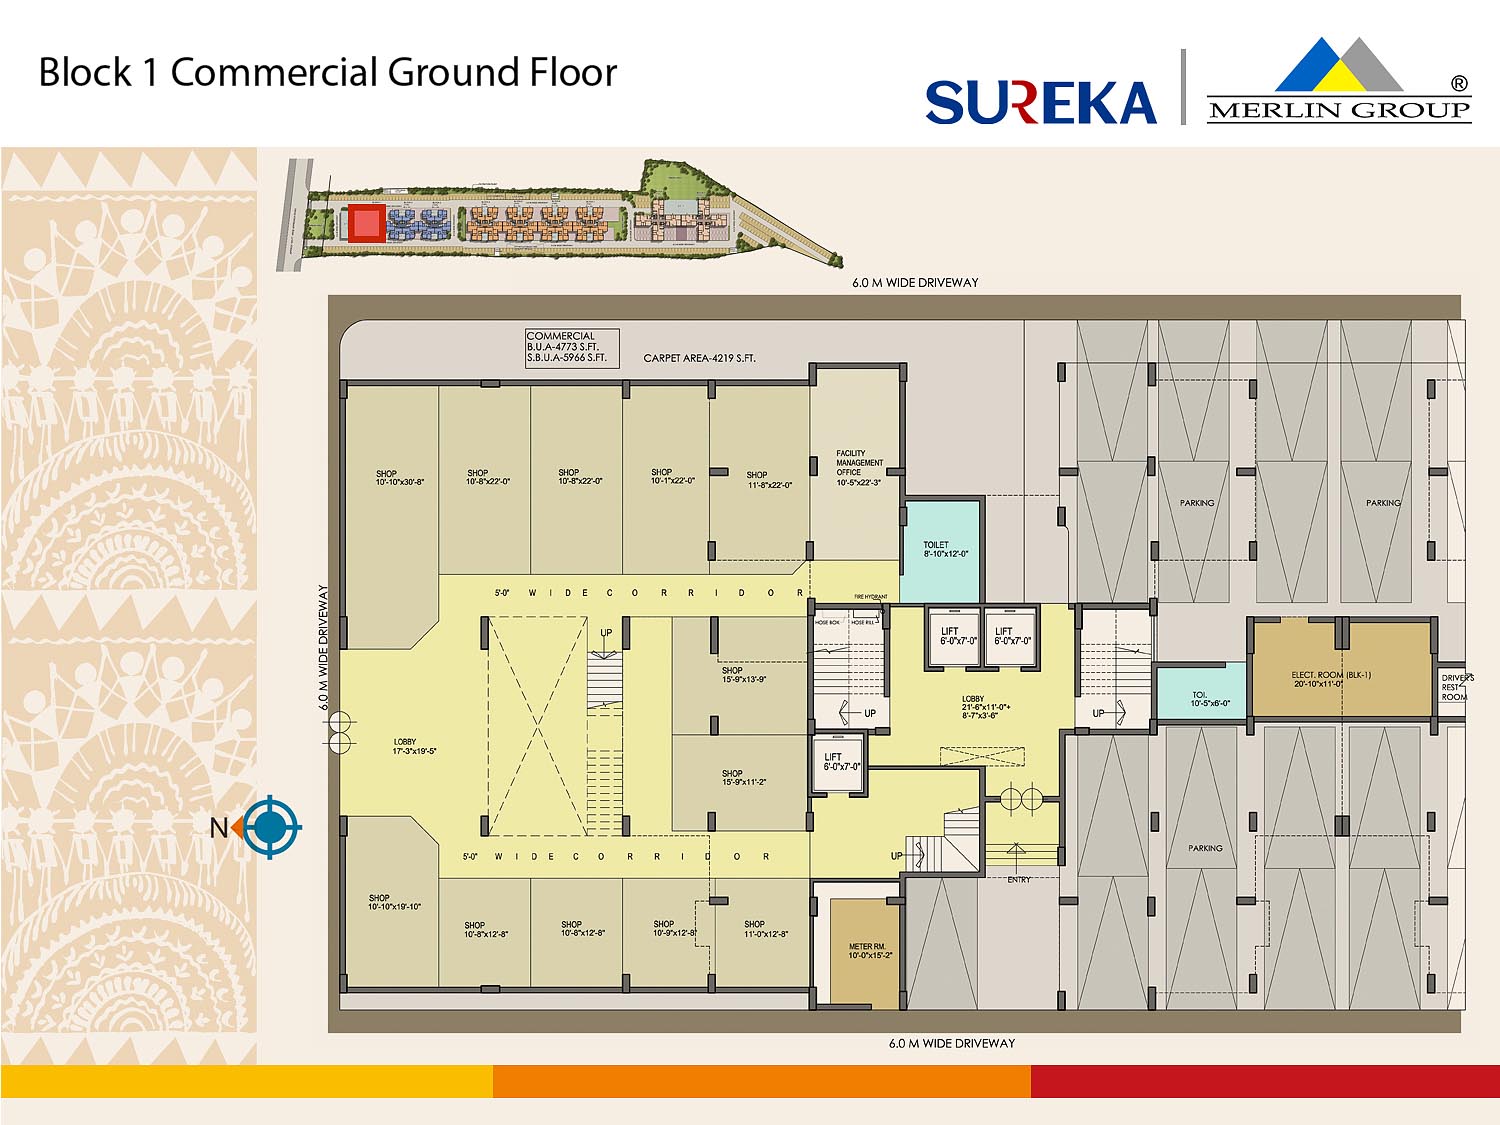 Block 1 Commercial Ground Floor
SUREKA
MERLIN GROUP
®
6.0 M WIDE DRIVEWAY
COMMERCIAL
B.U.A-4773 S.FT.
S.B.U.A-5966 S.FT.
CARPET AREA-4219 S.FT.
SHOP
10'-10"x30'-8"
SHOP
10'-8"x22'-0"
SHOP
10'-8"x22'-0"
SHOP
10'-1"x22'-0"
SHOP
11'-8"x22'-0"
FACILITY
MANAGEMENT
OFFICE
10'-5"x22'-3"
PARKING
PARKING
TOILET
8'-10"x12'-0"
5'-0" WIDE CORRIDOR
FIRE HYDRANT
HOSE BOX
HOSE RILL
6.0 M WIDE DRIVEWAY
UP
LIFT
6'-0"x7'-0"
LIFT
6'-0"x7'-0"
SHOP
15'-9"x13'-9"
ELECT. ROOM (BLK-1)
20'-10"x11'-0"
DRIVER'S
REST
ROOM
TOI.
10'-5"x6'-0"
LOBBY
21'-6"x11'-0"+
8'-7"x3'-6"
UP
UP
LOBBY
17'-3"x19'-5"
LIFT
6'-0"x7'-0"
SHOP
15'-9"x11'-2"
N
5'-0" WIDE CORRIDOR
UP
PARKING
ENTRY
SHOP
10'-10"x19'-10"
SHOP
10'-8"x12'-8"
SHOP
10'-8"x12'-8"
SHOP
10'-9"x12'-8"
SHOP
11'-0"x12'-8"
METER RM.
10'-0"x15'-2"
6.0 M WIDE DRIVEWAY